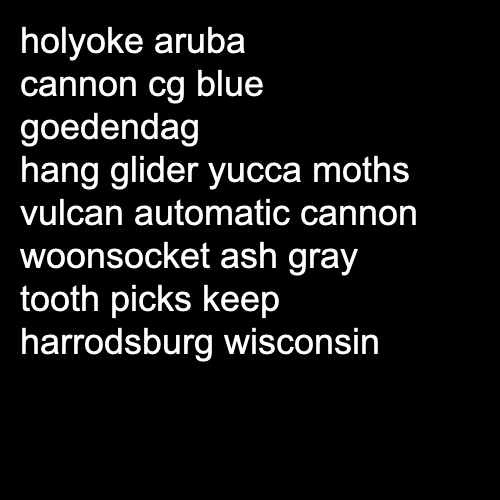 holyoke aruba
cannon cg blue
goedendag
hang glider yucca moths
vulcan automatic cannon
woonsocket ash gray
tooth picks keep
harrodsburg wisconsin